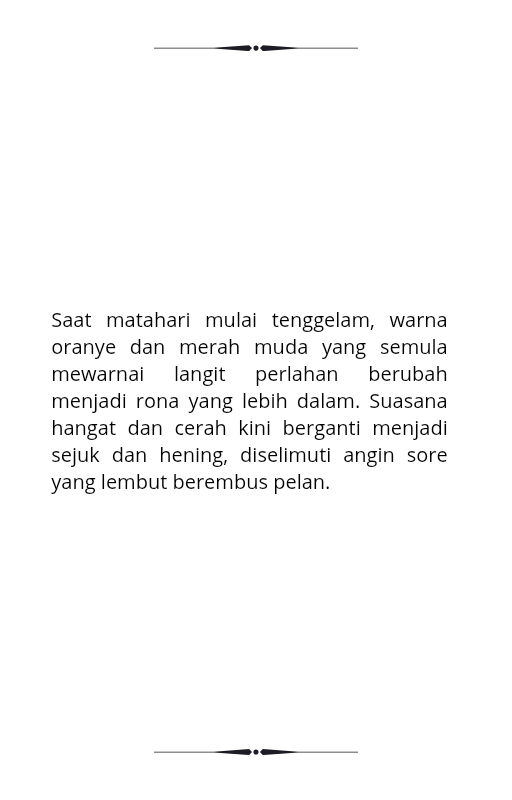 Saat matahari mulai tenggelam, warna
oranye dan merah muda yang semula
mewarnai langit perlahan berubah
menjadi rona yang lebih dalam. Suasana
hangat dan cerah kini berganti menjadi
sejuk dan hening, diselimuti angin sore
yang lembut berembus pelan.